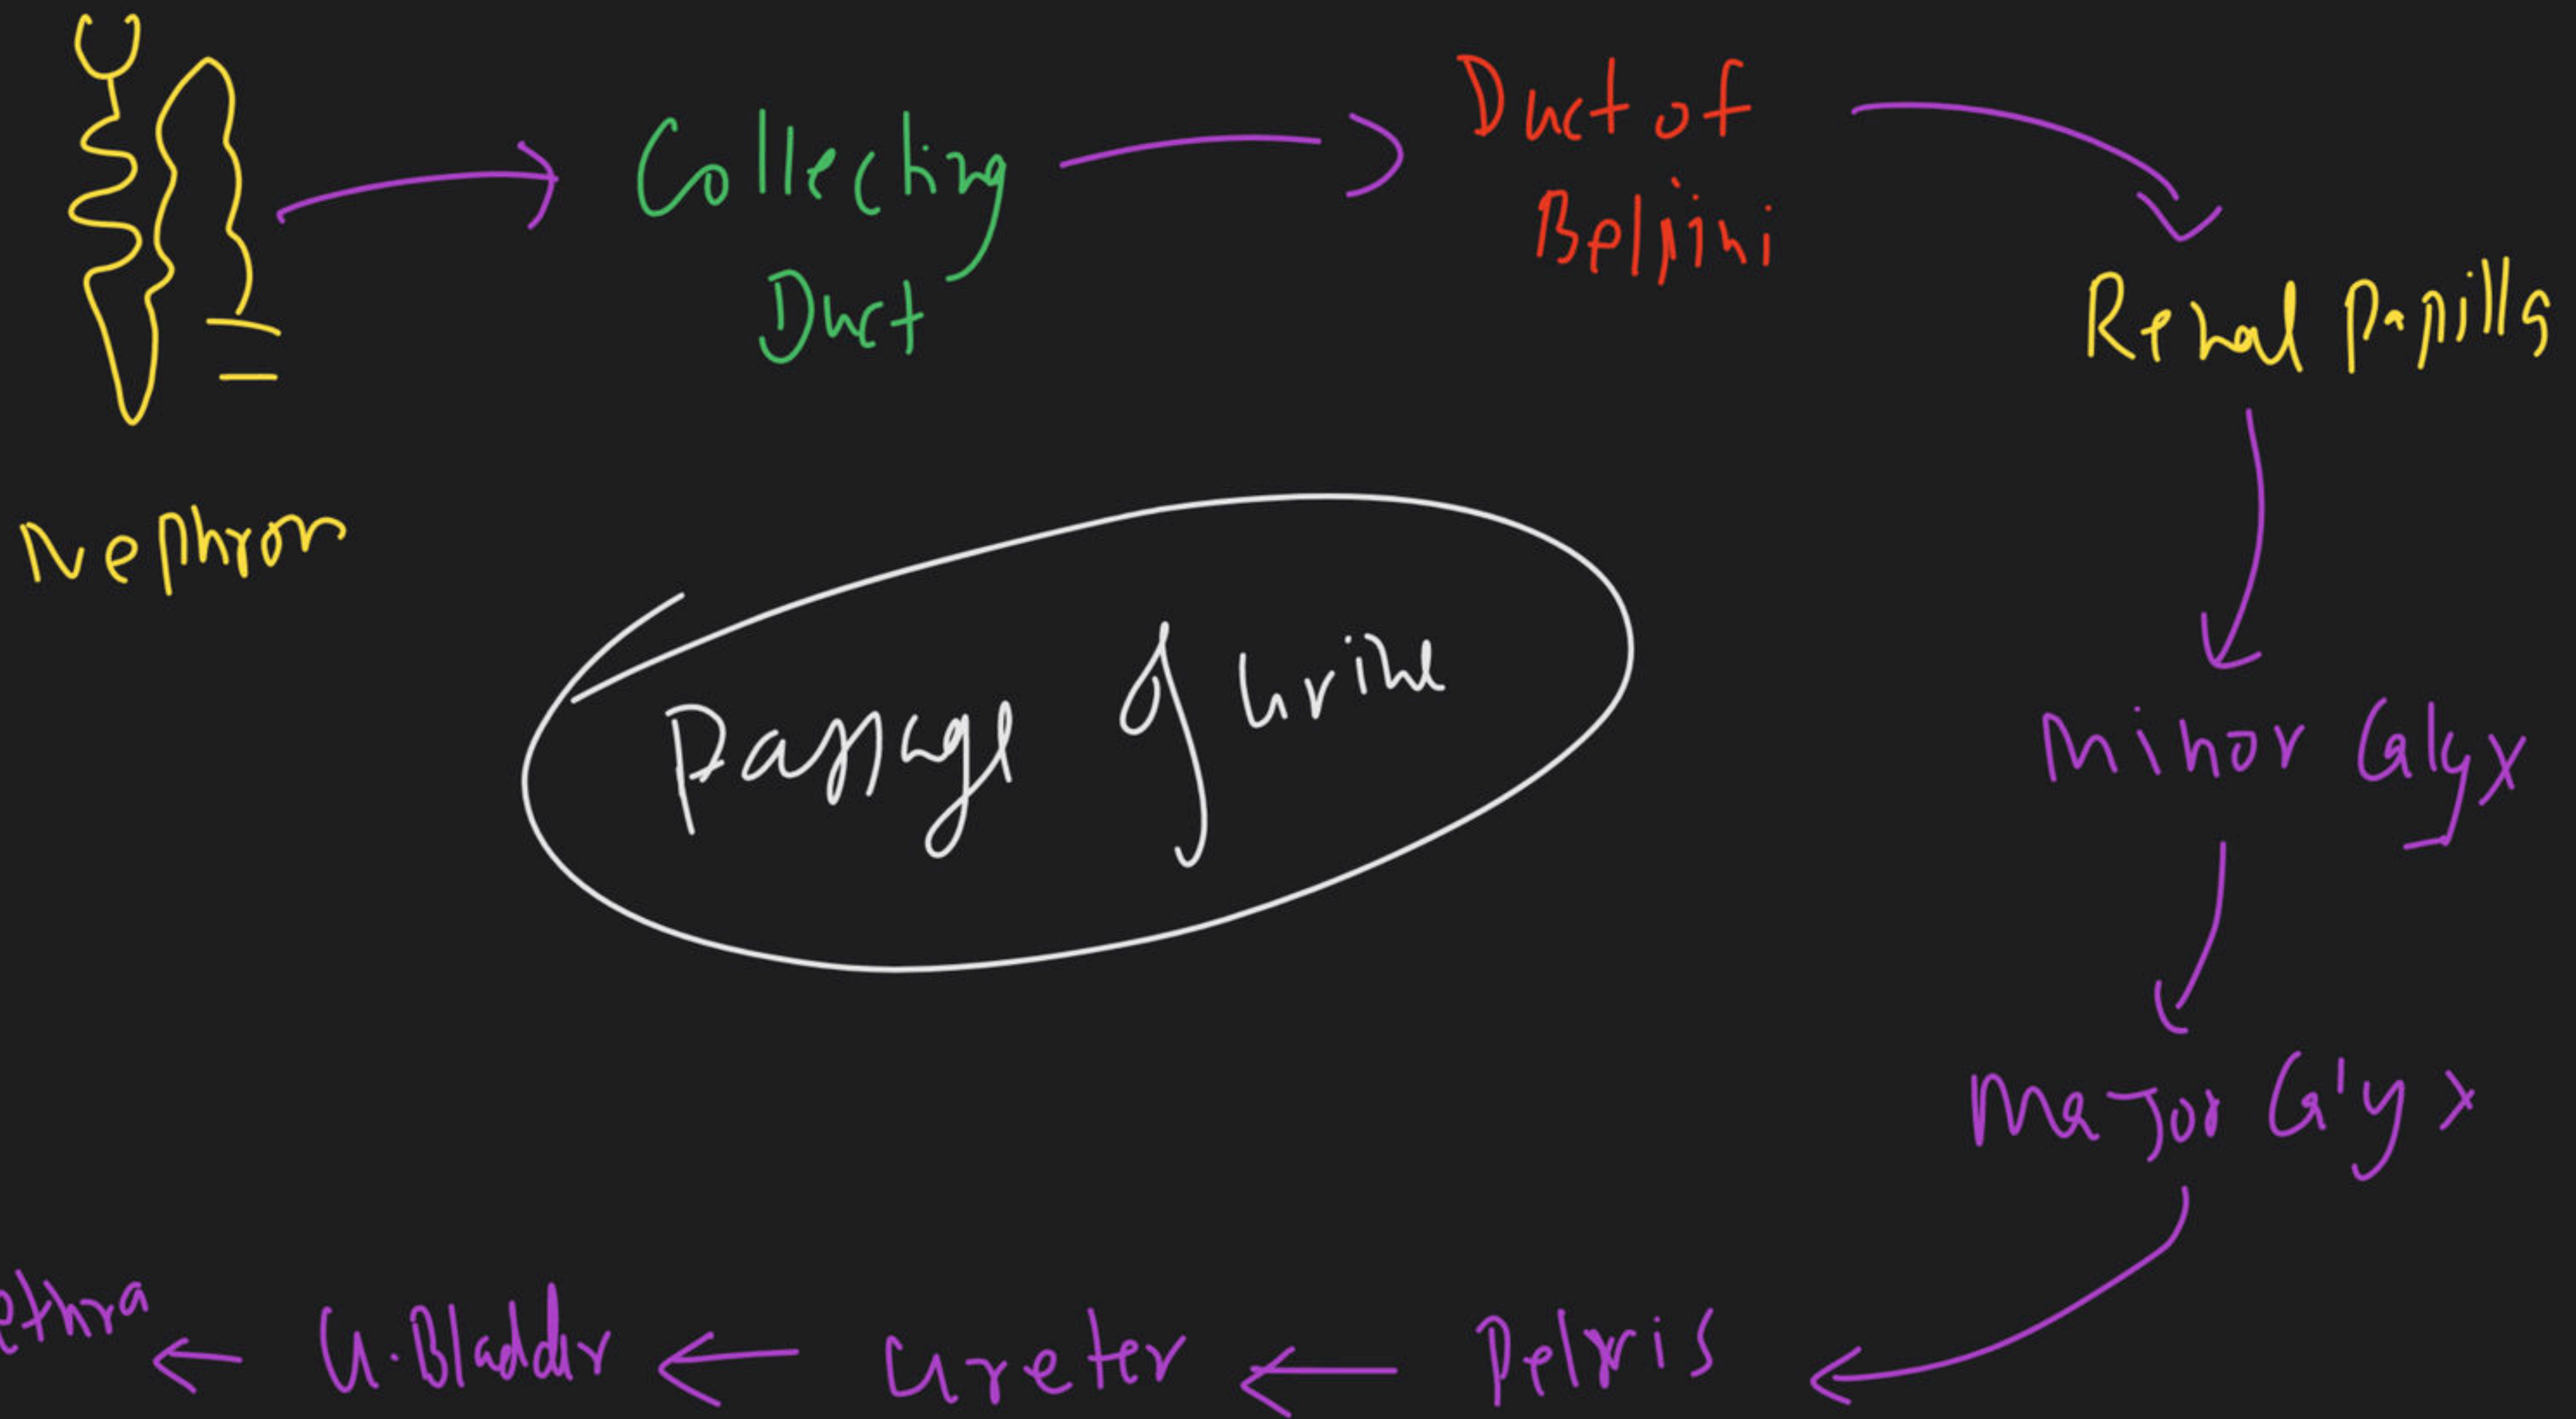 Collecting
Duct
Duct of
Bellini
Renal Papilla
Nephron
Passage of urine
Minor Calyx
Major Calyx
Pelvis
Ureter
U.Bladder
ethra